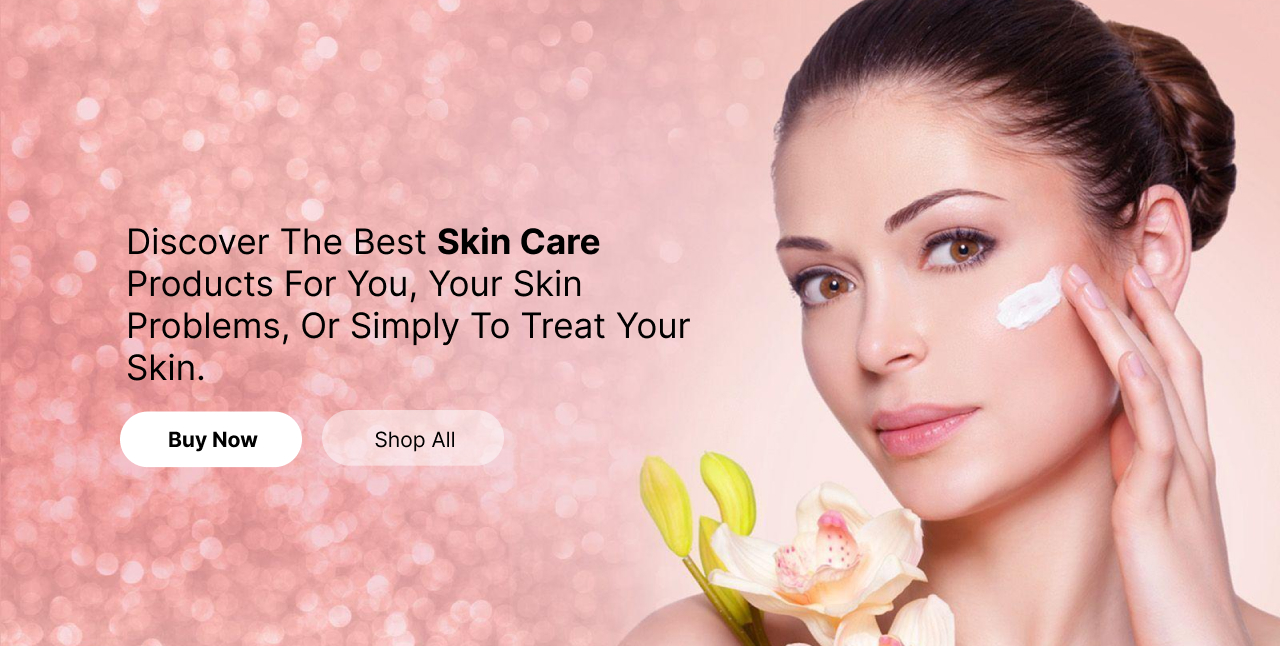 Discover The Best Skin Care
Products For You, Your Skin
Problems, Or Simply To Treat Your
Skin.
Buy Now
Shop All